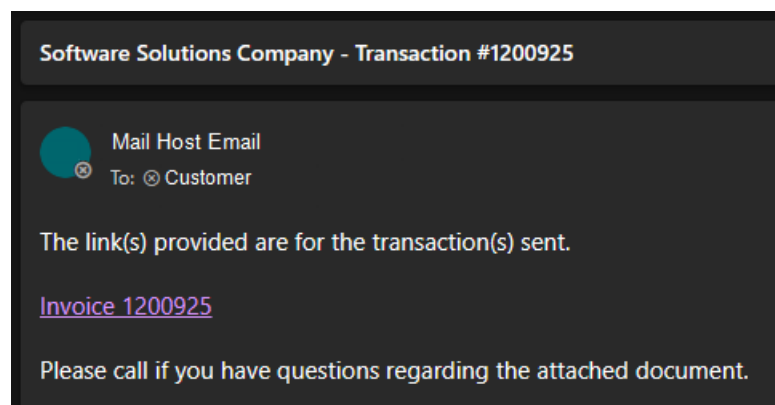 Software Solutions Company - Transaction #1200925
Mail Host Email
To: Customer
The link(s) provided are for the transaction(s) sent.
Invoice 1200925
Please call if you have questions regarding the attached document.